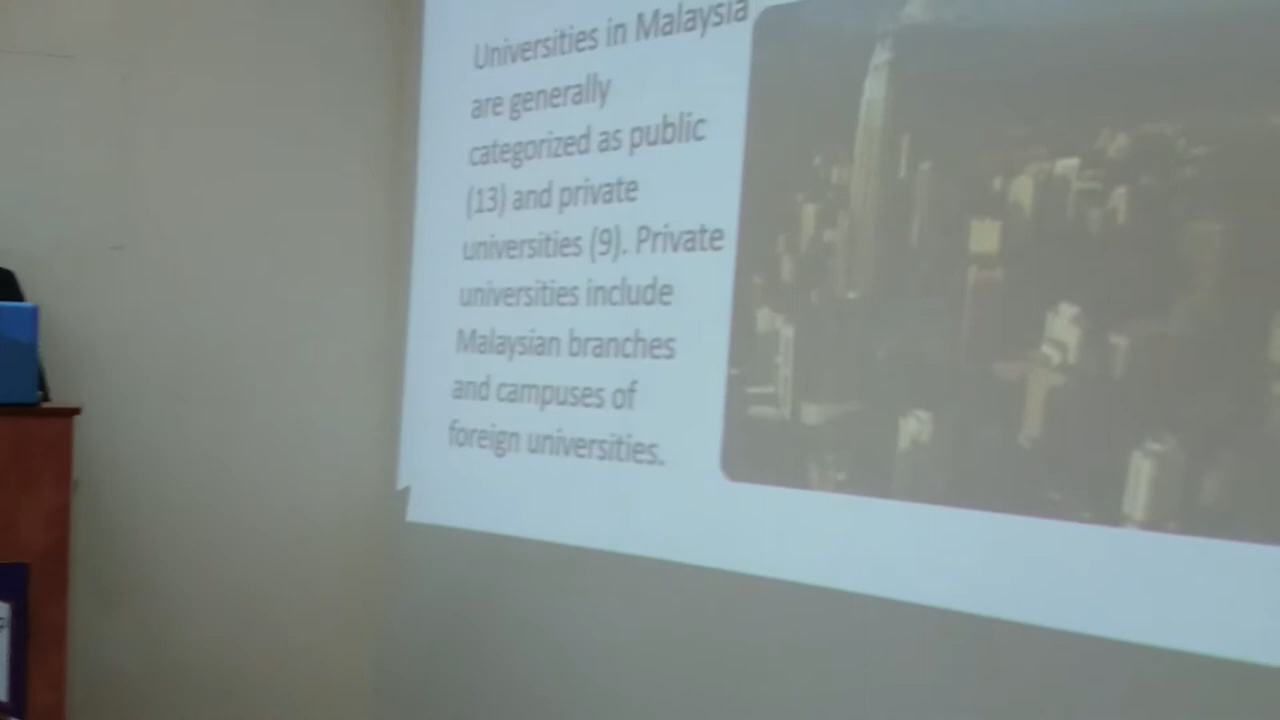 Universities in Malaysia
are generally
categorized as public
(13) and private
universities (9). Private
universities include
Malaysian branches
and campuses of
foreign universities.